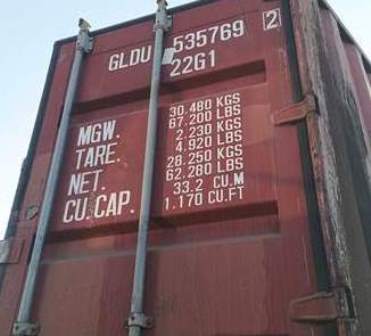 GLDU 535769 2
22G1
MGW. 30.480 KGS
67.200 LBS
TARE. 2.230 KGS
4.920 LBS
NET. 28.250 KGS
62.280 LBS
CU.CAP. 33.2 CU.M
1.170 CU.FT